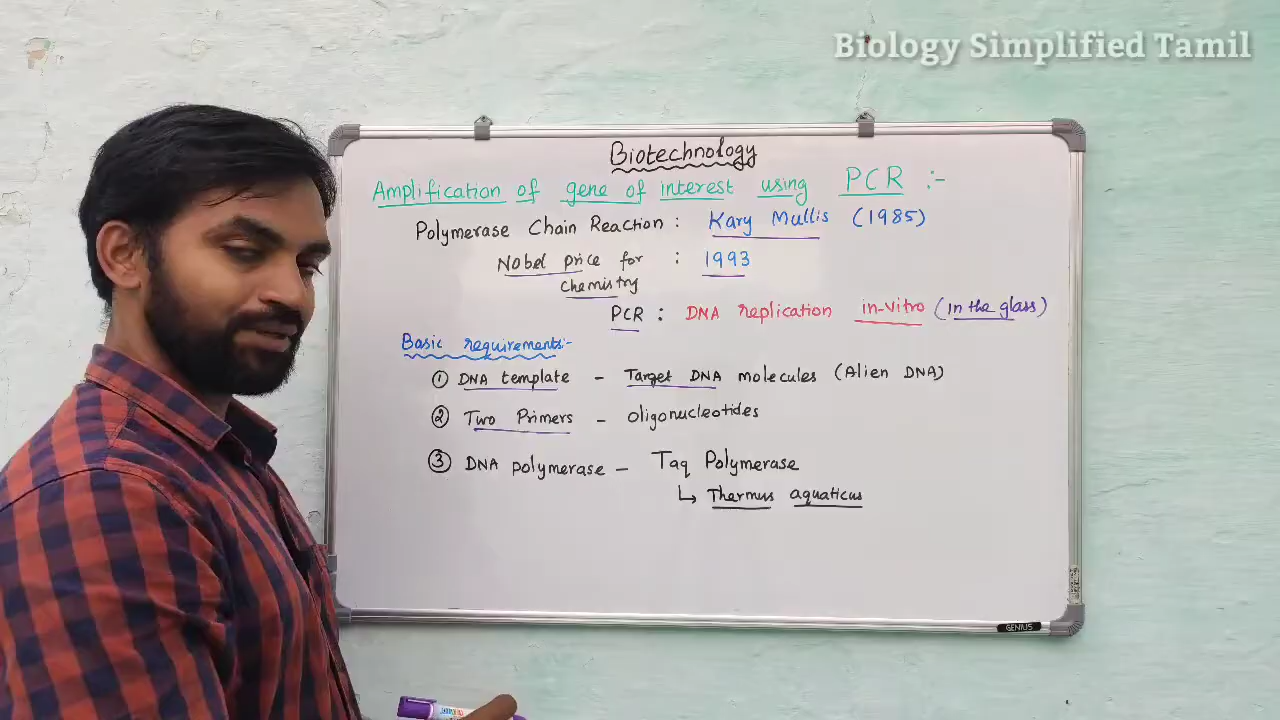 Biology Simplified Tamil
Biotechnology
Amplification of gene of interest using PCR :-
Polymerase Chain Reaction : Kary Mullis (1985)
Nobel price for : 1993
chemistry
PCR : DNA replication in-vitro (in the glass)
Basic requirements:-
① DNA template - Target DNA molecules (Alien DNA)
② Two Primers - oligonucleotides
③ DNA polymerase - Taq Polymerase
↳ Thermus aquaticus
GENIUS